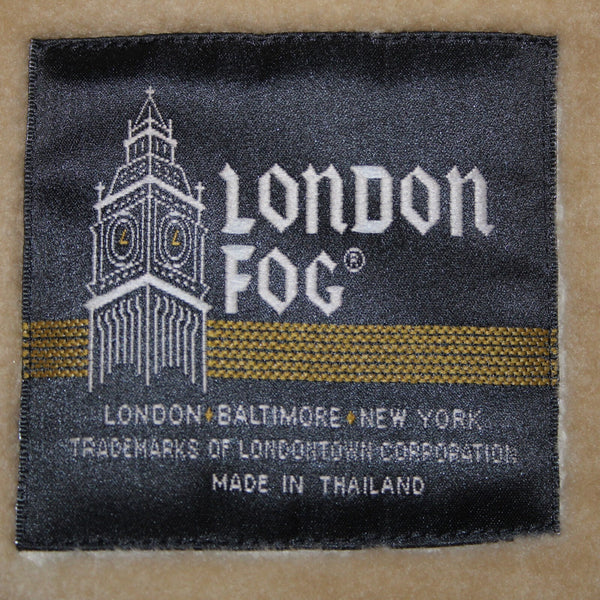 LONDON
FOG®
LONDON♦BALTIMORE♦NEW YORK
TRADEMARKS OF LONDONTOWN CORPORATION
MADE IN THAILAND